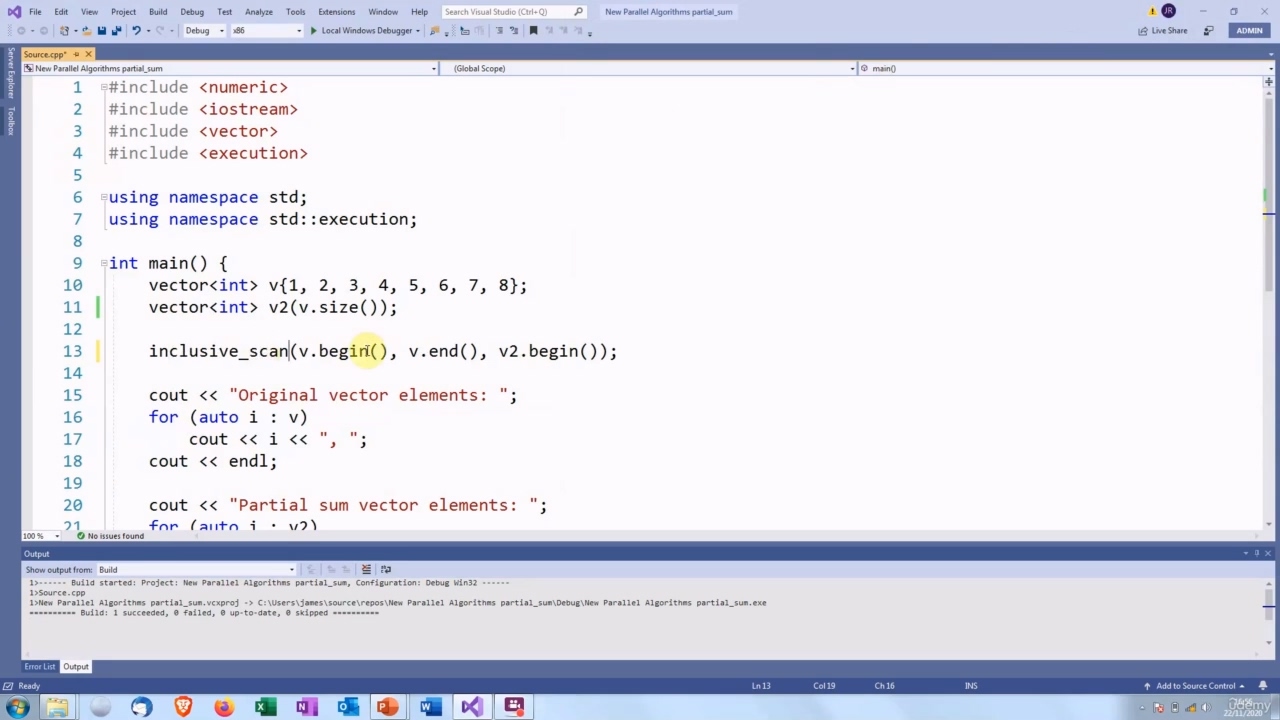 File Edit View Project Build Debug Test Analyze Tools Extensions Window Help Search Visual Studio (Ctrl+Q) New Parallel Algorithms partial_sum JR
Debug x86 Local Windows Debugger Live Share ADMIN
Source.cpp*
New Parallel Algorithms partial_sum (Global Scope) main()
Server Explorer
Toolbox
1 #include <numeric>
2 #include <iostream>
3 #include <vector>
4 #include <execution>
5
6 using namespace std;
7 using namespace std::execution;
8
9 int main() {
10 vector<int> v{1, 2, 3, 4, 5, 6, 7, 8};
11 vector<int> v2(v.size());
12
13 inclusive_scan(v.begin(), v.end(), v2.begin());
14
15 cout << "Original vector elements: ";
16 for (auto i : v)
17 cout << i << ", ";
18 cout << endl;
19
20 cout << "Partial sum vector elements: ";
21 for (auto i : v2)
100 % No issues found
Output
Show output from: Build
1>------ Build started: Project: New Parallel Algorithms partial_sum, Configuration: Debug Win32 ------
1>Source.cpp
1>New Parallel Algorithms partial_sum.vcxproj -> C:\Users\james\source\repos\New Parallel Algorithms partial_sum\Debug\New Parallel Algorithms partial_sum.exe
========== Build: 1 succeeded, 0 failed, 0 up-to-date, 0 skipped ==========
Error List Output
Ready Ln 13 Col 19 Ch 16 INS Add to Source Control
udemy
22/11/2020